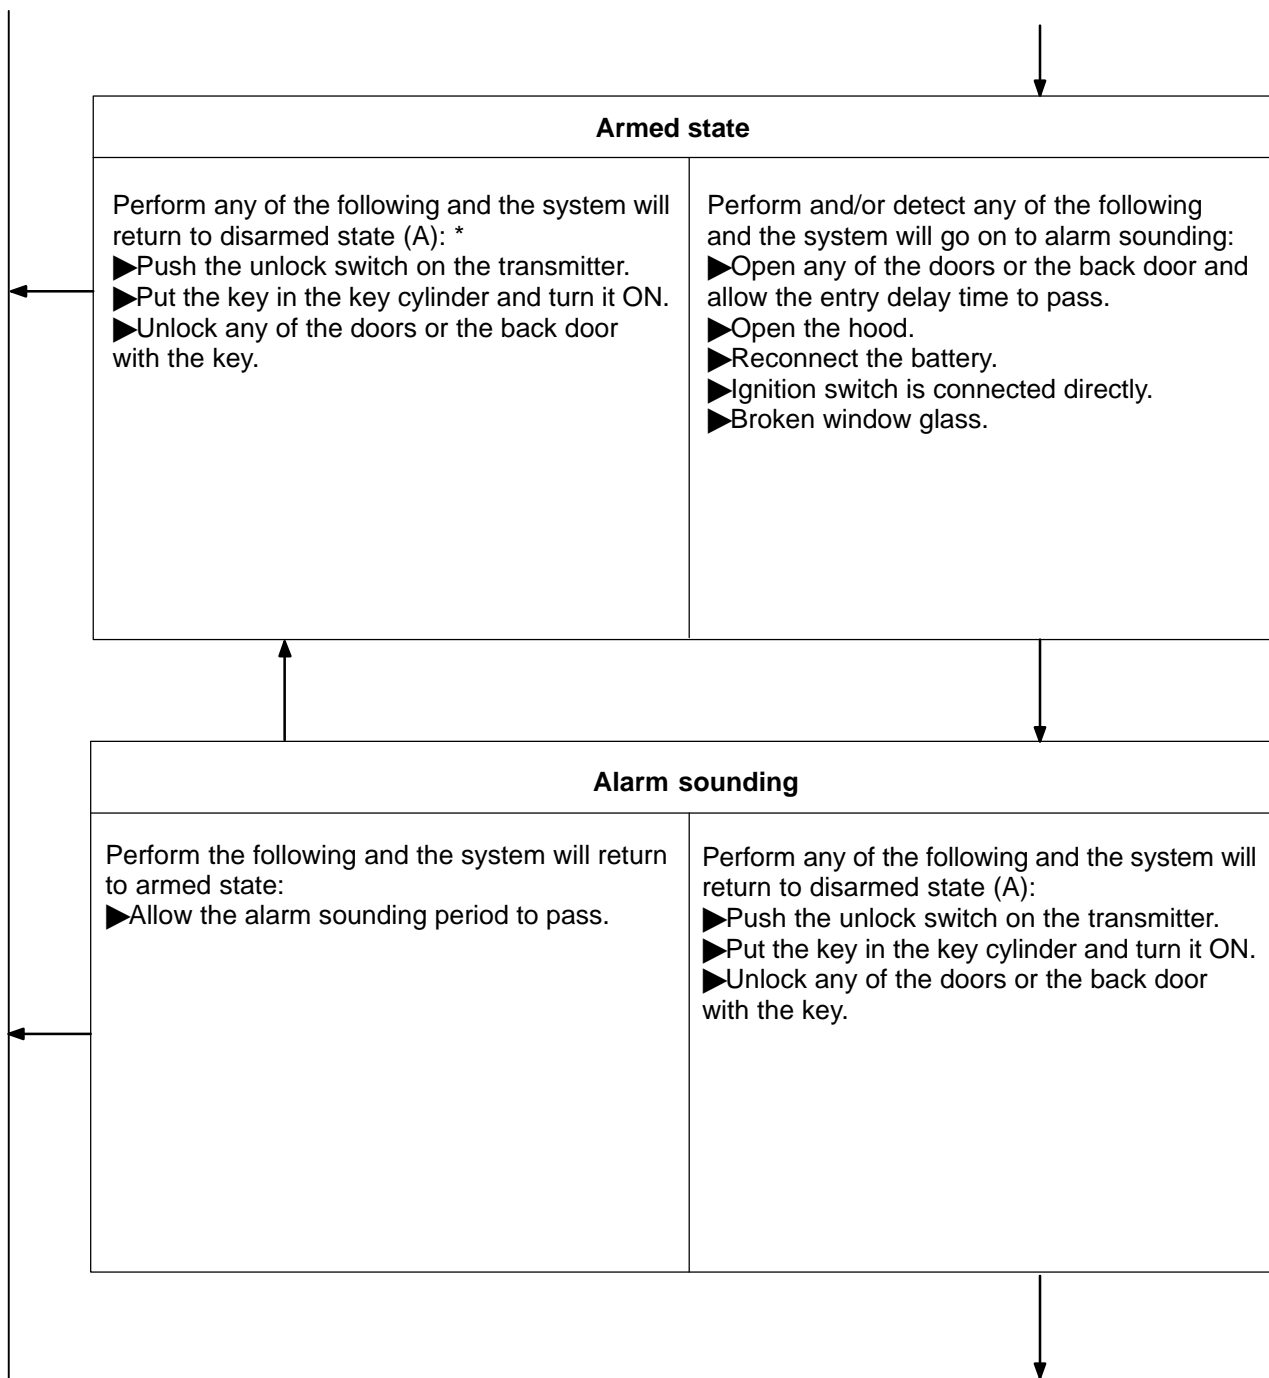 Armed state
Perform any of the following and the system will
return to disarmed state (A): *
▶Push the unlock switch on the transmitter.
▶Put the key in the key cylinder and turn it ON.
▶Unlock any of the doors or the back door
with the key.
Perform and/or detect any of the following
and the system will go on to alarm sounding:
▶Open any of the doors or the back door and
allow the entry delay time to pass.
▶Open the hood.
▶Reconnect the battery.
▶Ignition switch is connected directly.
▶Broken window glass.
Alarm sounding
Perform the following and the system will return
to armed state:
▶Allow the alarm sounding period to pass.
Perform any of the following and the system will
return to disarmed state (A):
▶Push the unlock switch on the transmitter.
▶Put the key in the key cylinder and turn it ON.
▶Unlock any of the doors or the back door
with the key.